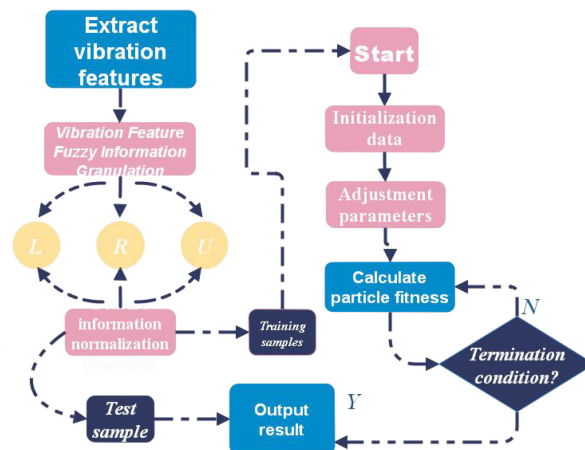 Extract
vibration
features
Vibration Feature
Fuzzy Information
Granulation
L
R
U
information
normalization
processing
Training
samples
Test
sample
Output
result
Start
Initialization
data
Adjustment
parameters
Calculate
particle fitness
N
Termination
condition?
Y